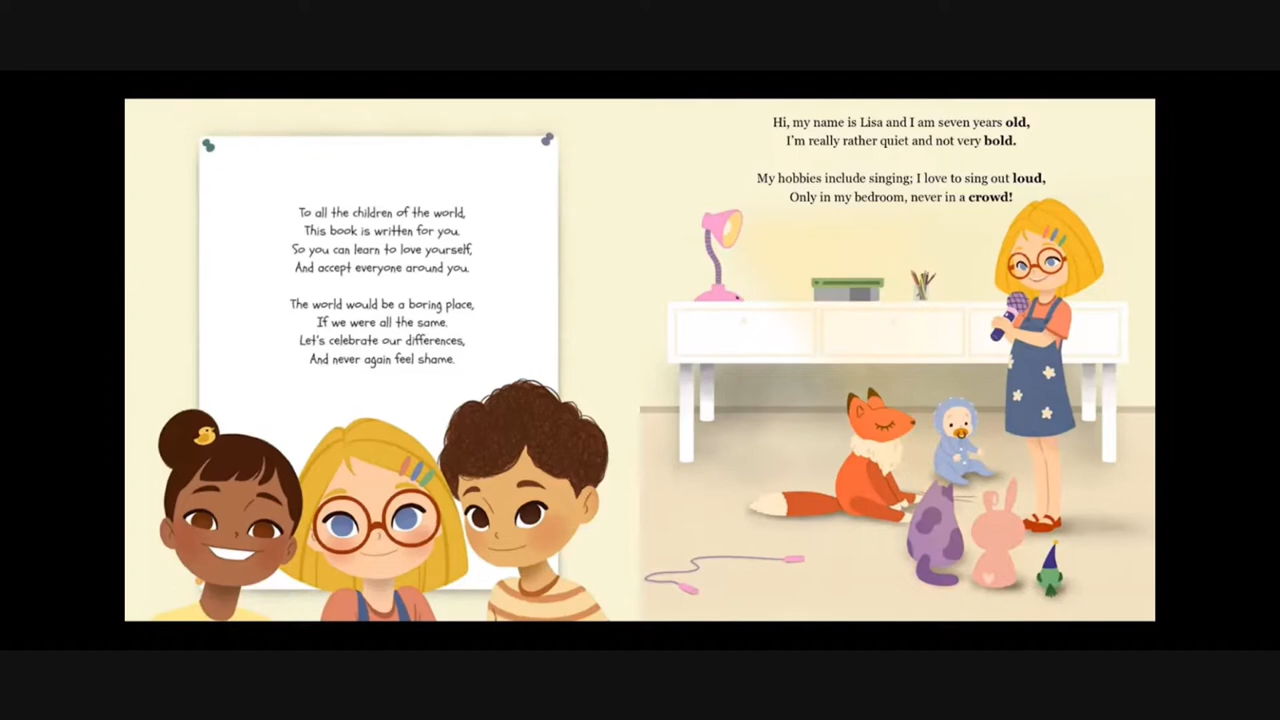 To all the children of the world,
This book is written for you.
So you can learn to love yourself,
And accept everyone around you.
The world would be a boring place,
If we were all the same.
Let's celebrate our differences,
And never again feel shame.
Hi, my name is Lisa and I am seven years old,
I'm really rather quiet and not very bold.
My hobbies include singing; I love to sing out loud,
Only in my bedroom, never in a crowd!